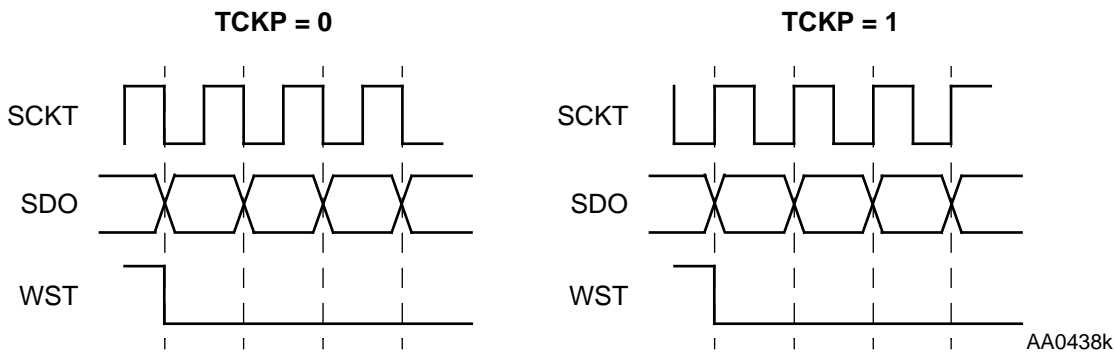 TCKP = 0
TCKP = 1
SCKT
SCKT
SDO
SDO
WST
WST
AA0438k